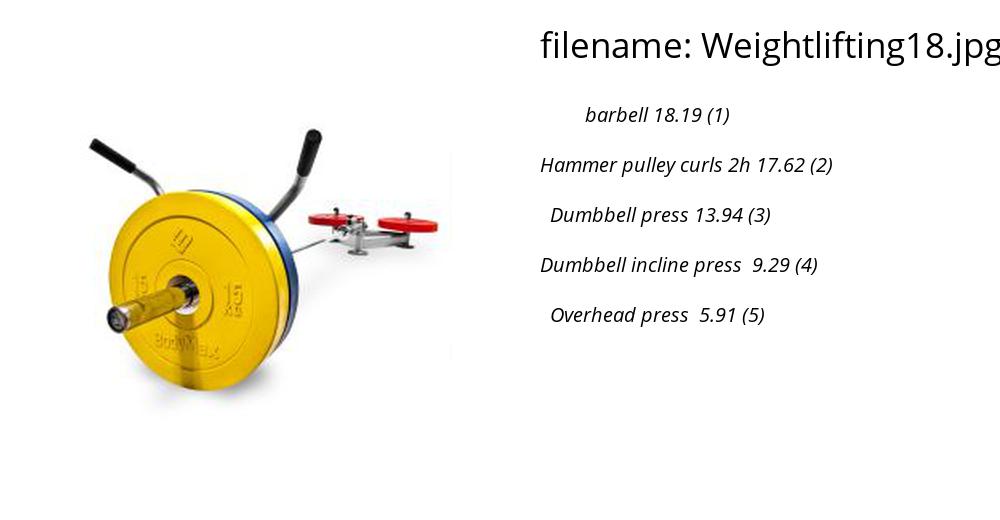 filename: Weightlifting18.jpg
barbell 18.19 (1)
Hammer pulley curls 2h 17.62 (2)
Dumbbell press 13.94 (3)
Dumbbell incline press 9.29 (4)
Overhead press 5.91 (5)
15
15
KG
BodyMax